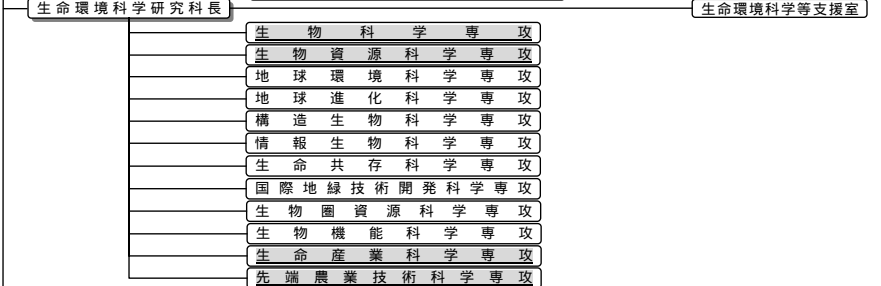 生命環境科学研究科長
生命環境科学等支援室
生物科学専攻
生物資源科学専攻
地球環境科学専攻
地球進化科学専攻
構造生物科学専攻
情報生物科学専攻
生命共存科学専攻
国際地縁技術開発科学専攻
生物圏資源科学専攻
生物機能科学専攻
生命産業科学専攻
先端農業技術科学専攻